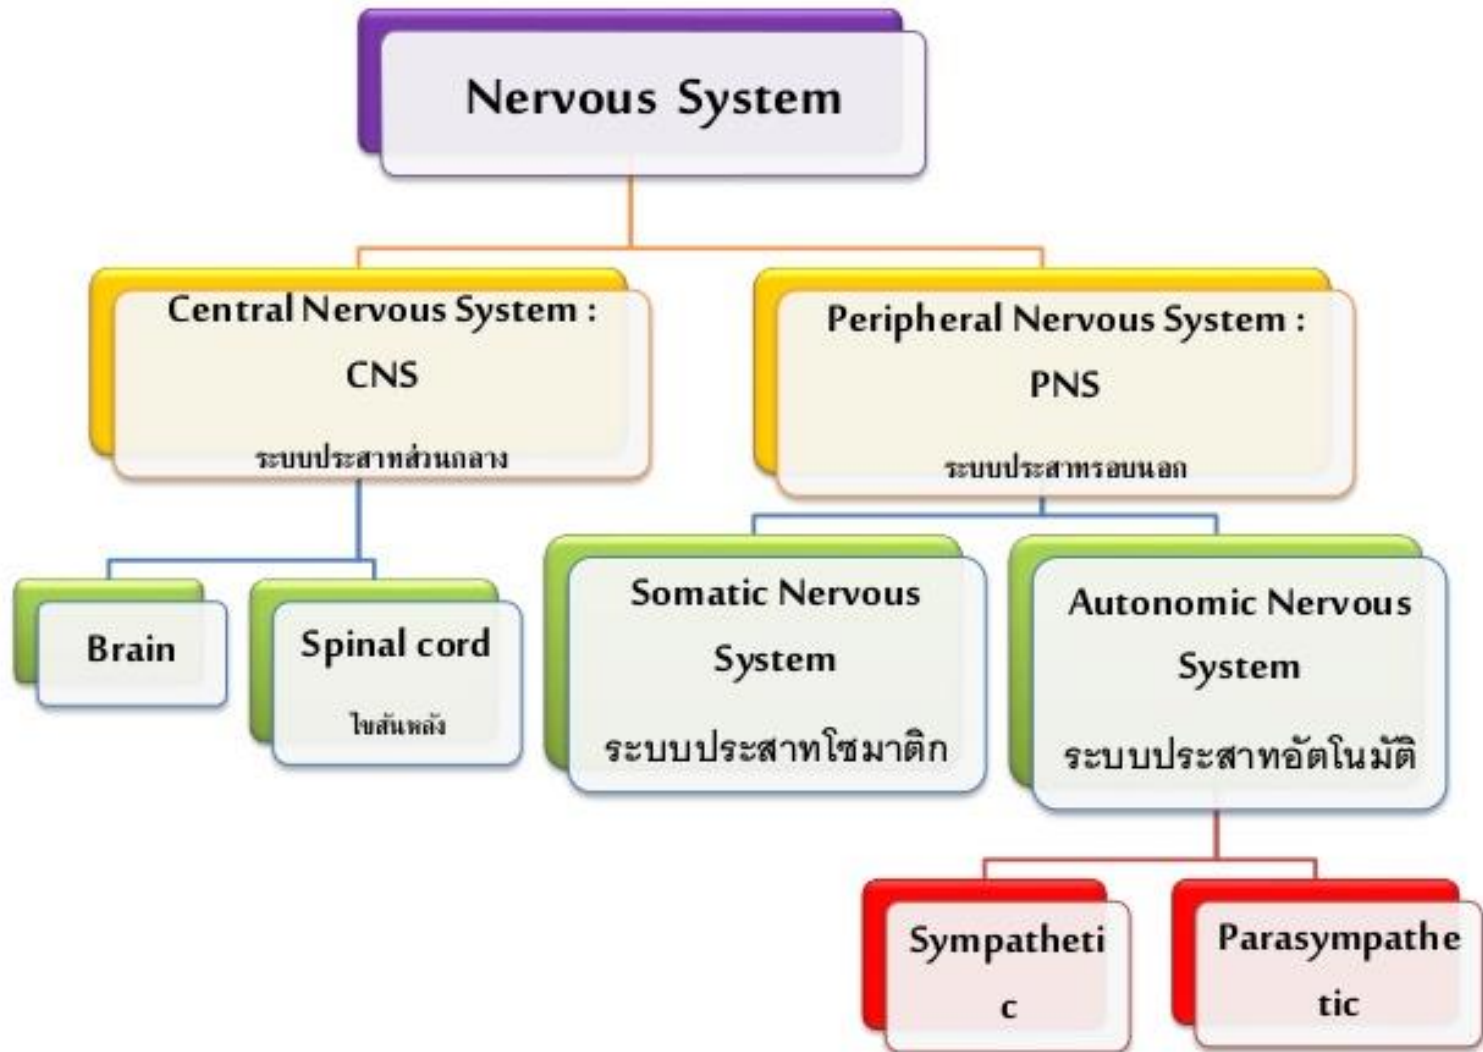 Nervous System
Central Nervous System :
CNS
ระบบประสาทส่วนกลาง
Peripheral Nervous System :
PNS
ระบบประสาทรอบนอก
Brain
Spinal cord
ไขสันหลัง
Somatic Nervous
System
ระบบประสาทโซมาติก
Autonomic Nervous
System
ระบบประสาทอัตโนมัติ
Sympatheti
c
Parasympathe
tic